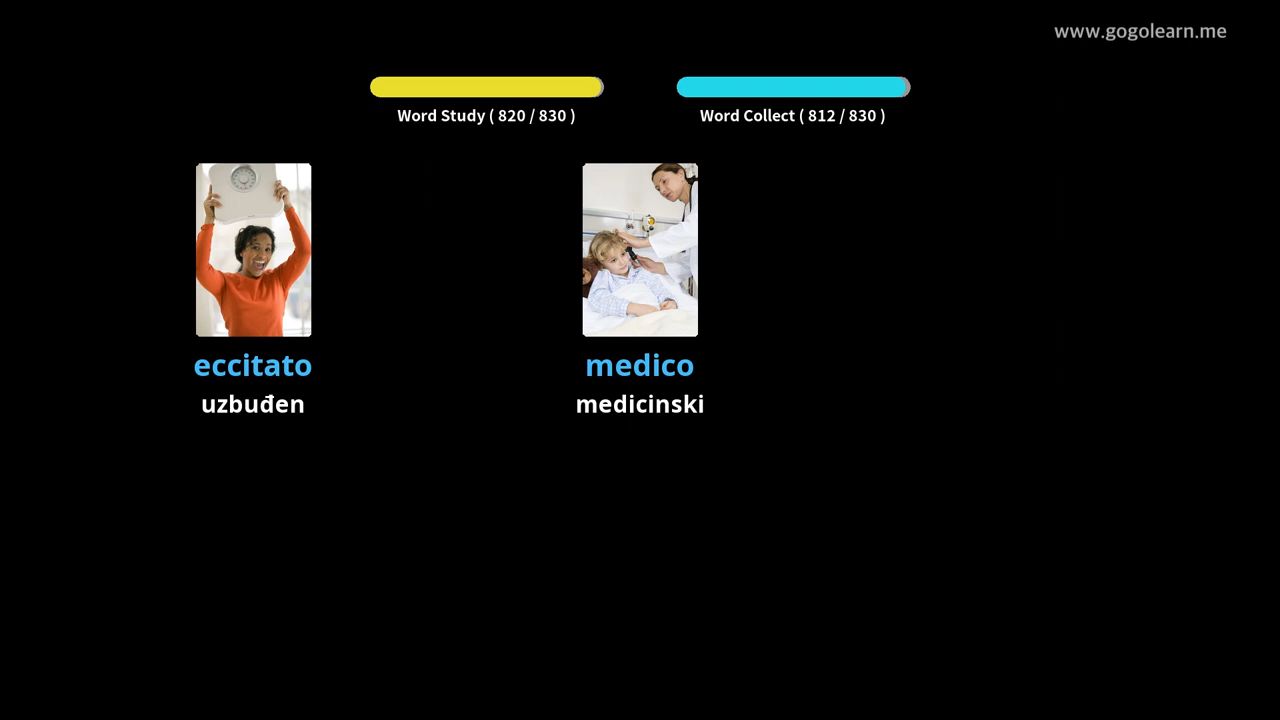 www.gogolearn.me
Word Study ( 820 / 830 )
Word Collect ( 812 / 830 )
eccitato
uzbuđen
medico
medicinski